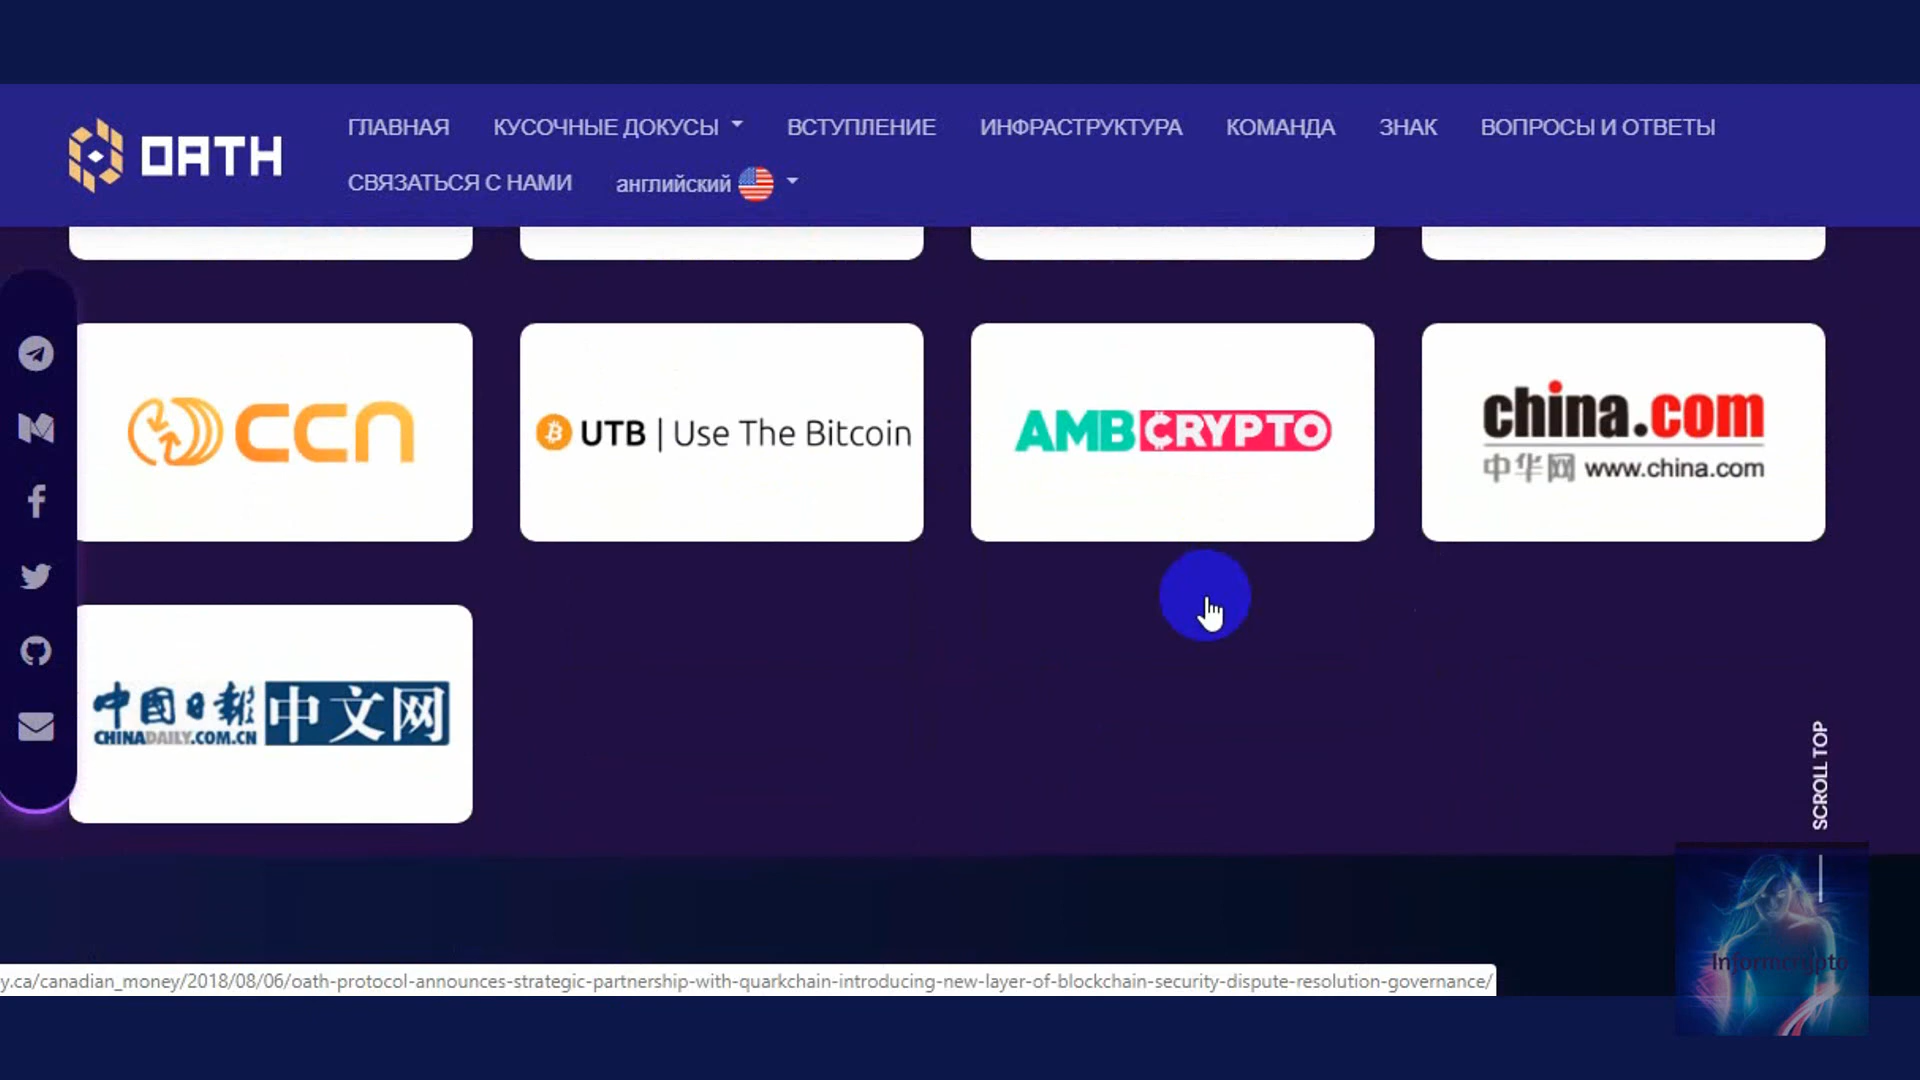 OATH
ГЛАВНАЯ КУСОЧНЫЕ ДОКУСЫ ВСТУПЛЕНИЕ ИНФРАСТРУКТУРА КОМАНДА ЗНАК ВОПРОСЫ И ОТВЕТЫ
СВЯЗАТЬСЯ С НАМИ английский
CCN
UTB | Use The Bitcoin
AMBCRYPTO
china.com
中华网 www.china.com
中國日報 中文网
CHINADAILY.COM.CN
SCROLL TOP
Informcrypto
y.ca/canadian_money/2018/08/06/oath-protocol-announces-strategic-partnership-with-quarkchain-introducing-new-layer-of-blockchain-security-dispute-resolution-governance/